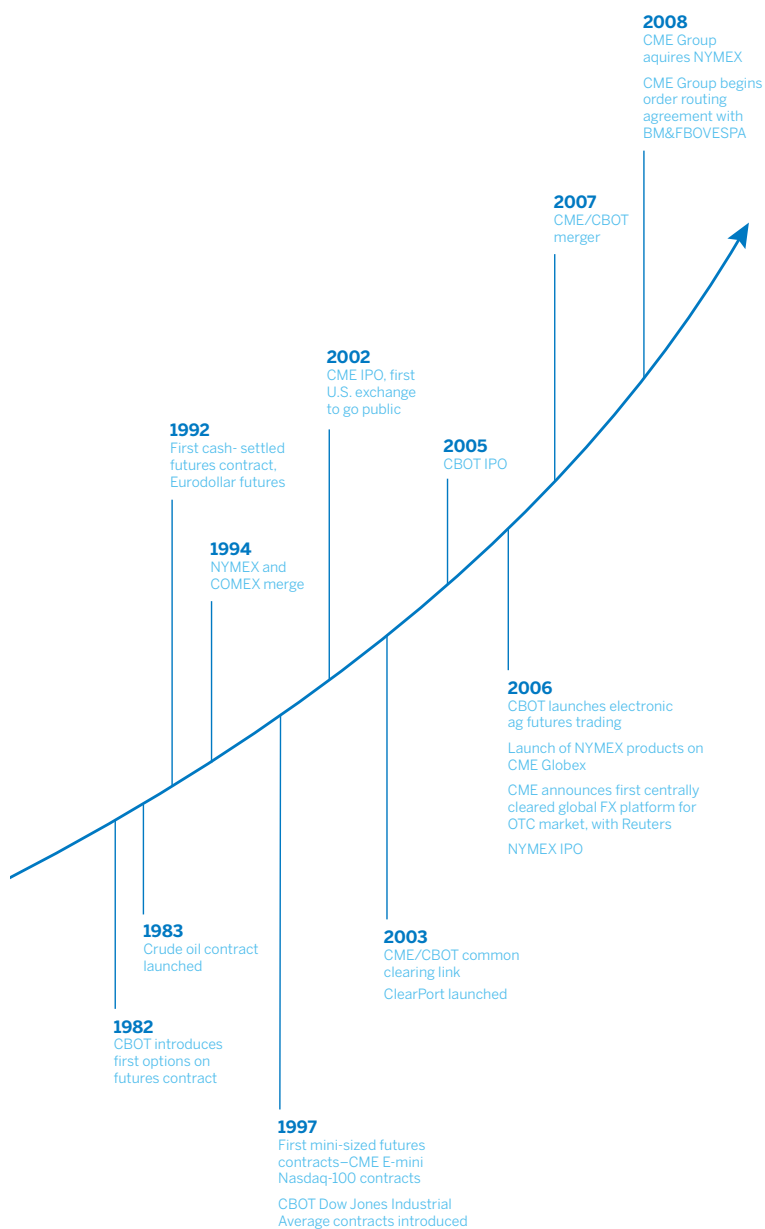 2008
CME Group
aquires NYMEX
CME Group begins
order routing
agreement with
BM&FBOVESPA
2007
CME/CBOT
merger
2002
CME IPO, first
U.S. exchange
to go public
1992
First cash- settled
futures contract,
Eurodollar futures
2005
CBOT IPO
1994
NYMEX and
COMEX merge
2006
CBOT launches electronic
ag futures trading
Launch of NYMEX products on
CME Globex
CME announces first centrally
cleared global FX platform for
OTC market, with Reuters
NYMEX IPO
1983
Crude oil contract
launched
2003
CME/CBOT common
clearing link
ClearPort launched
1982
CBOT introduces
first options on
futures contract
1997
First mini-sized futures
contracts–CME E-mini
Nasdaq-100 contracts
CBOT Dow Jones Industrial
Average contracts introduced